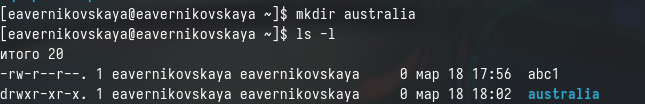 [eavernikovskaya@eavernikovskaya ~]$ mkdir australia
[eavernikovskaya@eavernikovskaya ~]$ ls -l
итого 20
-rw-r--r--. 1 eavernikovskaya eavernikovskaya     0 мар 18 17:56  abc1
drwxr-xr-x. 1 eavernikovskaya eavernikovskaya     0 мар 18 18:02  australia